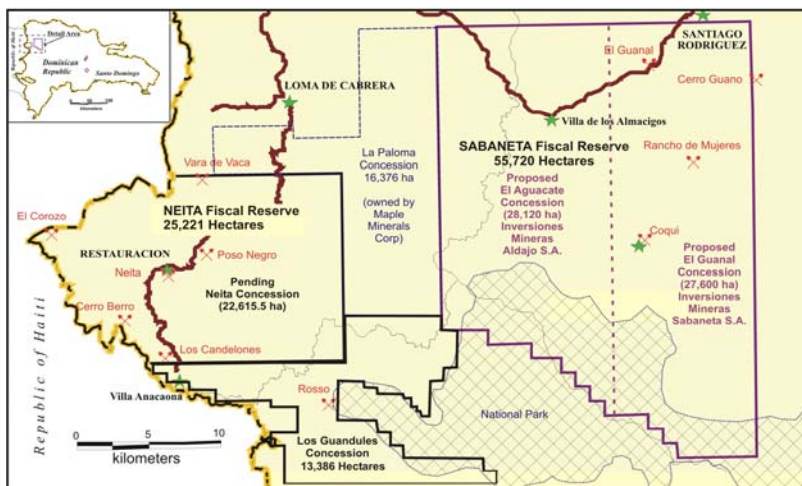 Republic of Haiti
Detail Area
Dominican
Republic
Santo Domingo
kilometers
SANTIAGO
RODRIGUEZ
El Guanal
Cerro Guano
LOMA DE CABRERA
Villa de los Almacigos
La Paloma
Concession
16,376 ha
(owned by
Maple
Minerals
Corp)
SABANETA Fiscal Reserve
55,720 Hectares
Rancho de Mujeres
Vara de Vaca
Proposed
El Aguacate
Concession
(28,120 ha)
Inversiones
Mineras
Aldajo S.A.
NEITA Fiscal Reserve
25,221 Hectares
El Corozo
RESTAURACION
Neita
Poso Negro
Coqui
Proposed
El Guanal
Concession
(27,600 ha)
Inversiones
Mineras
Sabaneta S.A.
Pending
Neita Concession
(22,615.5 ha)
Cerro Berro
Los Candelones
Republic of Haiti
Villa Anacaona
Rosso
National Park
0 5 10
kilometers
Los Guandules
Concession
13,386 Hectares